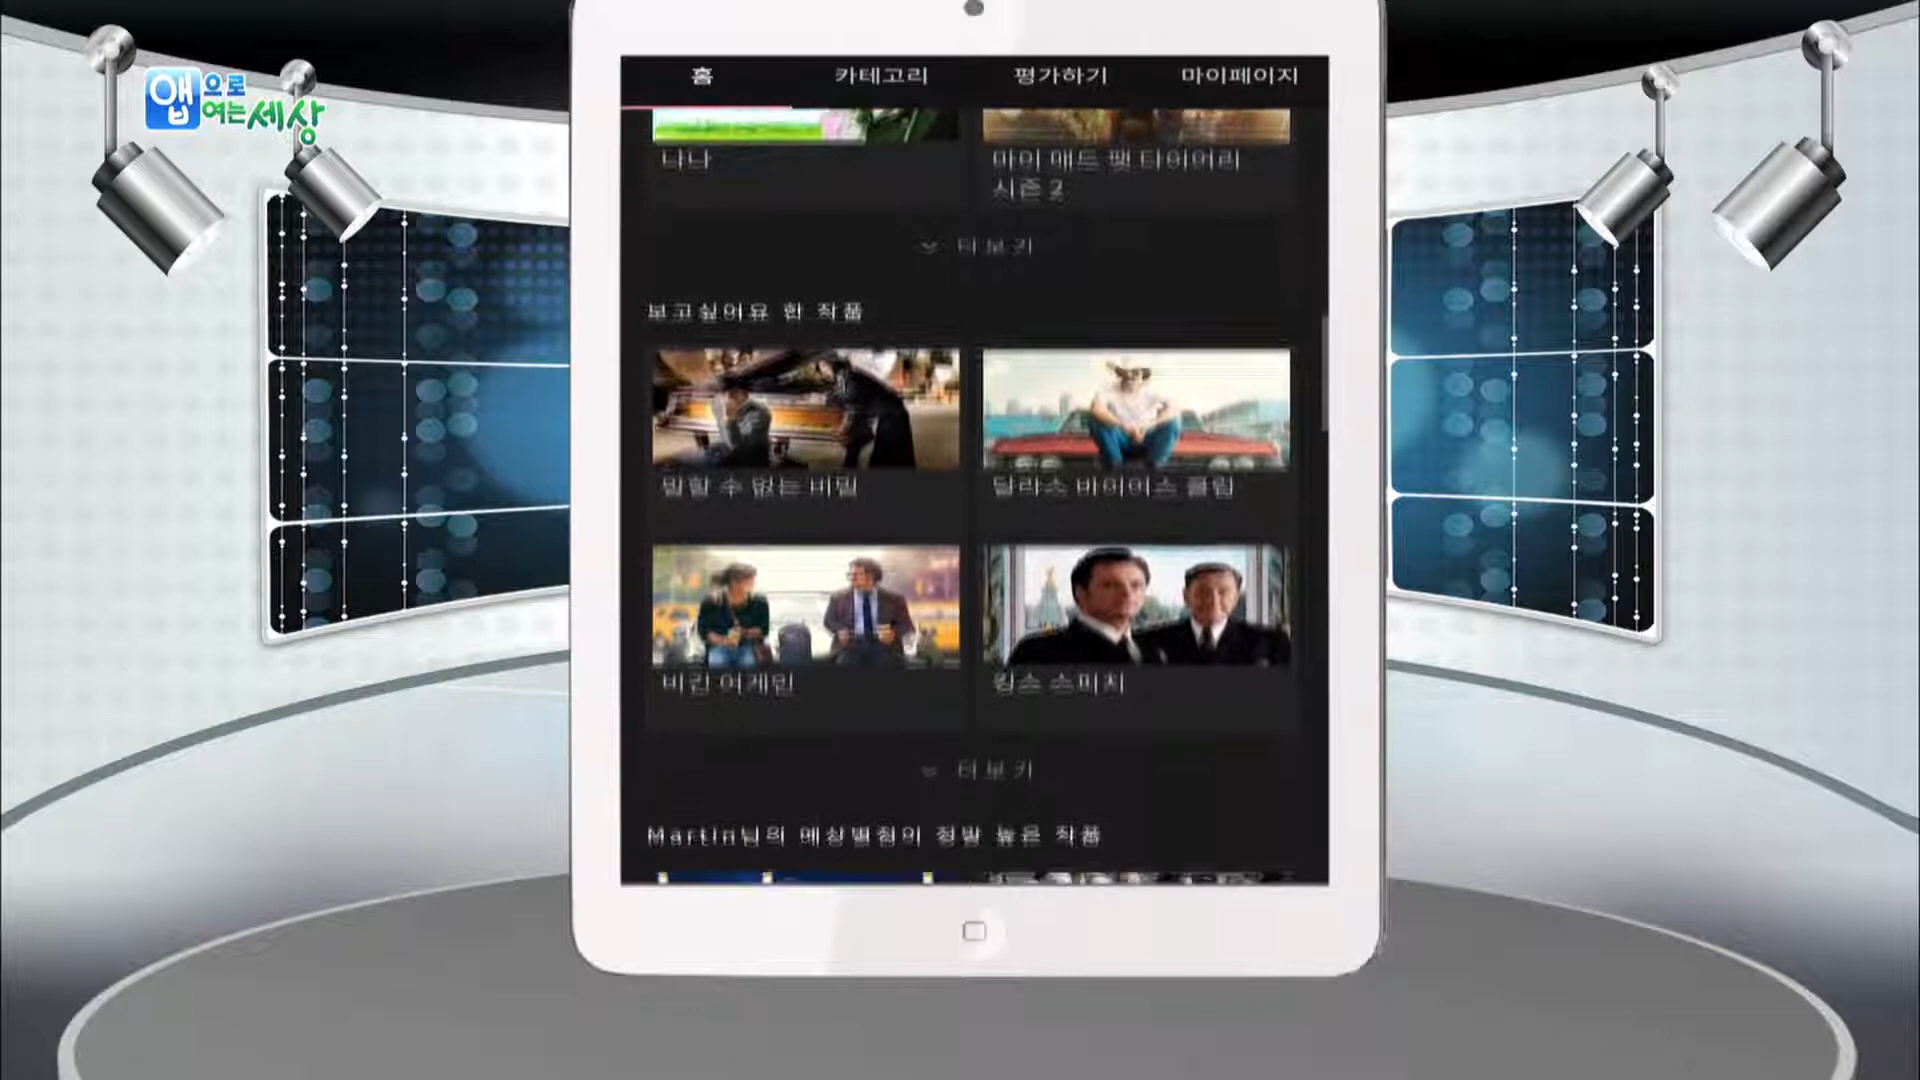 앱으로
여는세상
홈 카테고리 평가하기 마이페이지
나나
마이 매드 팻 다이어리
시즌 2
더보기
보고싶어요 한 작품
말할 수 없는 비밀
달라스 바이어스 클럽
비긴 어게인
킹스 스피치
더보기
Martin님의 예상별점이 정말 높은 작품